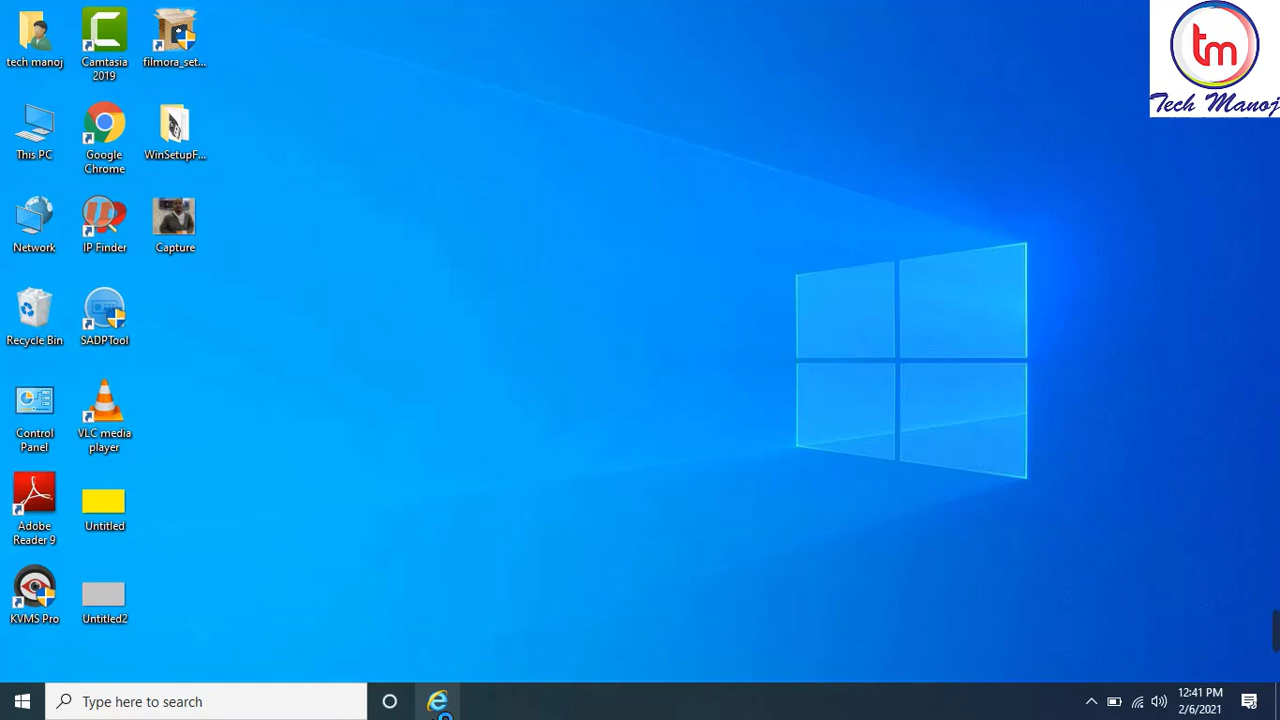 tech manoj
Camtasia
2019
filmora_set...
This PC
Google
Chrome
WinSetupF...
Network
IP Finder
Capture
Recycle Bin
SADPTool
Control
Panel
VLC media
player
Adobe
Reader 9
Untitled
KVMS Pro
Untitled2
tm
Tech Manoj
Type here to search
12:41 PM
2/6/2021